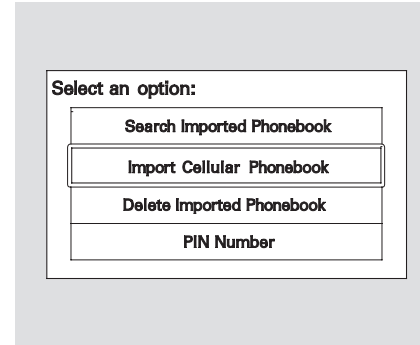 Select an option:
Search Imported Phonebook
Import Cellular Phonebook
Delete Imported Phonebook
PIN Number